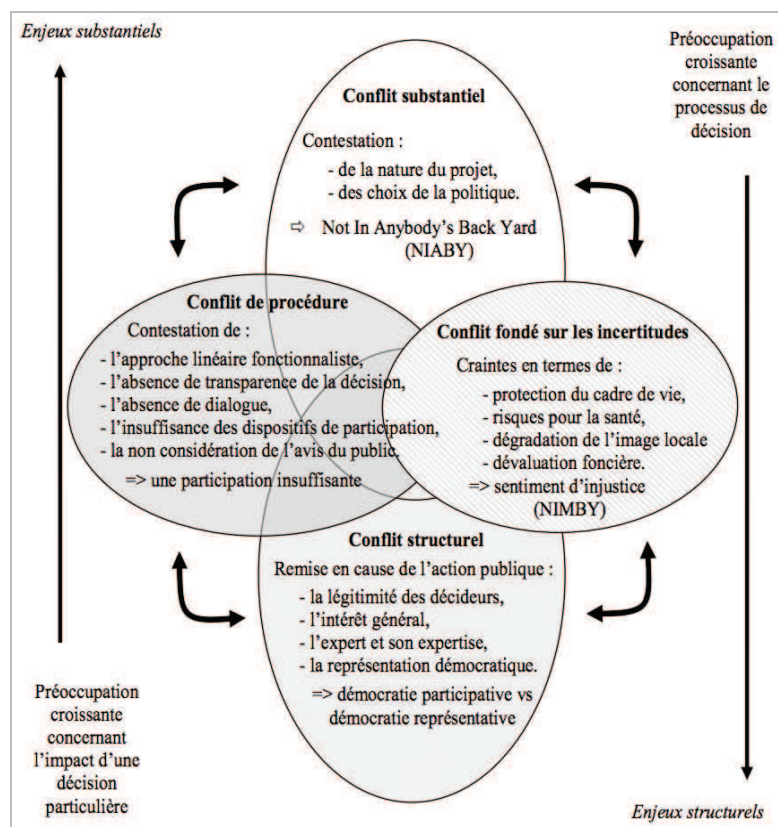 Enjeux substantiels
Préoccupation
croissante
concernant le
processus de
décision
Conflit substantiel
Contestation :
- de la nature du projet,
- des choix de la politique.
⇨ Not In Anybody’s Back Yard
(NIABY)
Conflit de procédure
Contestation de :
- l’approche linéaire fonctionnaliste,
- l’absence de transparence de la décision,
- l’absence de dialogue,
- l’insuffisance des dispositifs de participation,
- la non considération de l’avis du public.
=> une participation insuffisante
Conflit fondé sur les incertitudes
Craintes en termes de :
- protection du cadre de vie,
- risques pour la santé,
- dégradation de l’image locale
- dévaluation foncière.
=> sentiment d’injustice
(NIMBY)
Conflit structurel
Remise en cause de l’action publique :
- la légitimité des décideurs,
- l’intérêt général,
- l’expert et son expertise,
- la représentation démocratique.
=> démocratie participative vs
démocratie représentative
Préoccupation
croissante
concernant
l’impact d’une
décision
particulière
Enjeux structurels